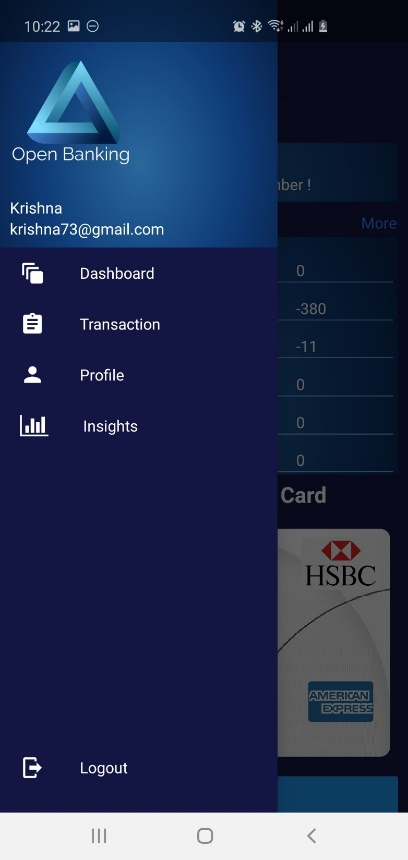 10:22
Open Banking
Krishna
krishna73@gmail.com
Dashboard
Transaction
Profile
Insights
Logout
ber !
More
0
-380
-11
0
0
0
Card
HSBC
AMERICAN
EXPRESS